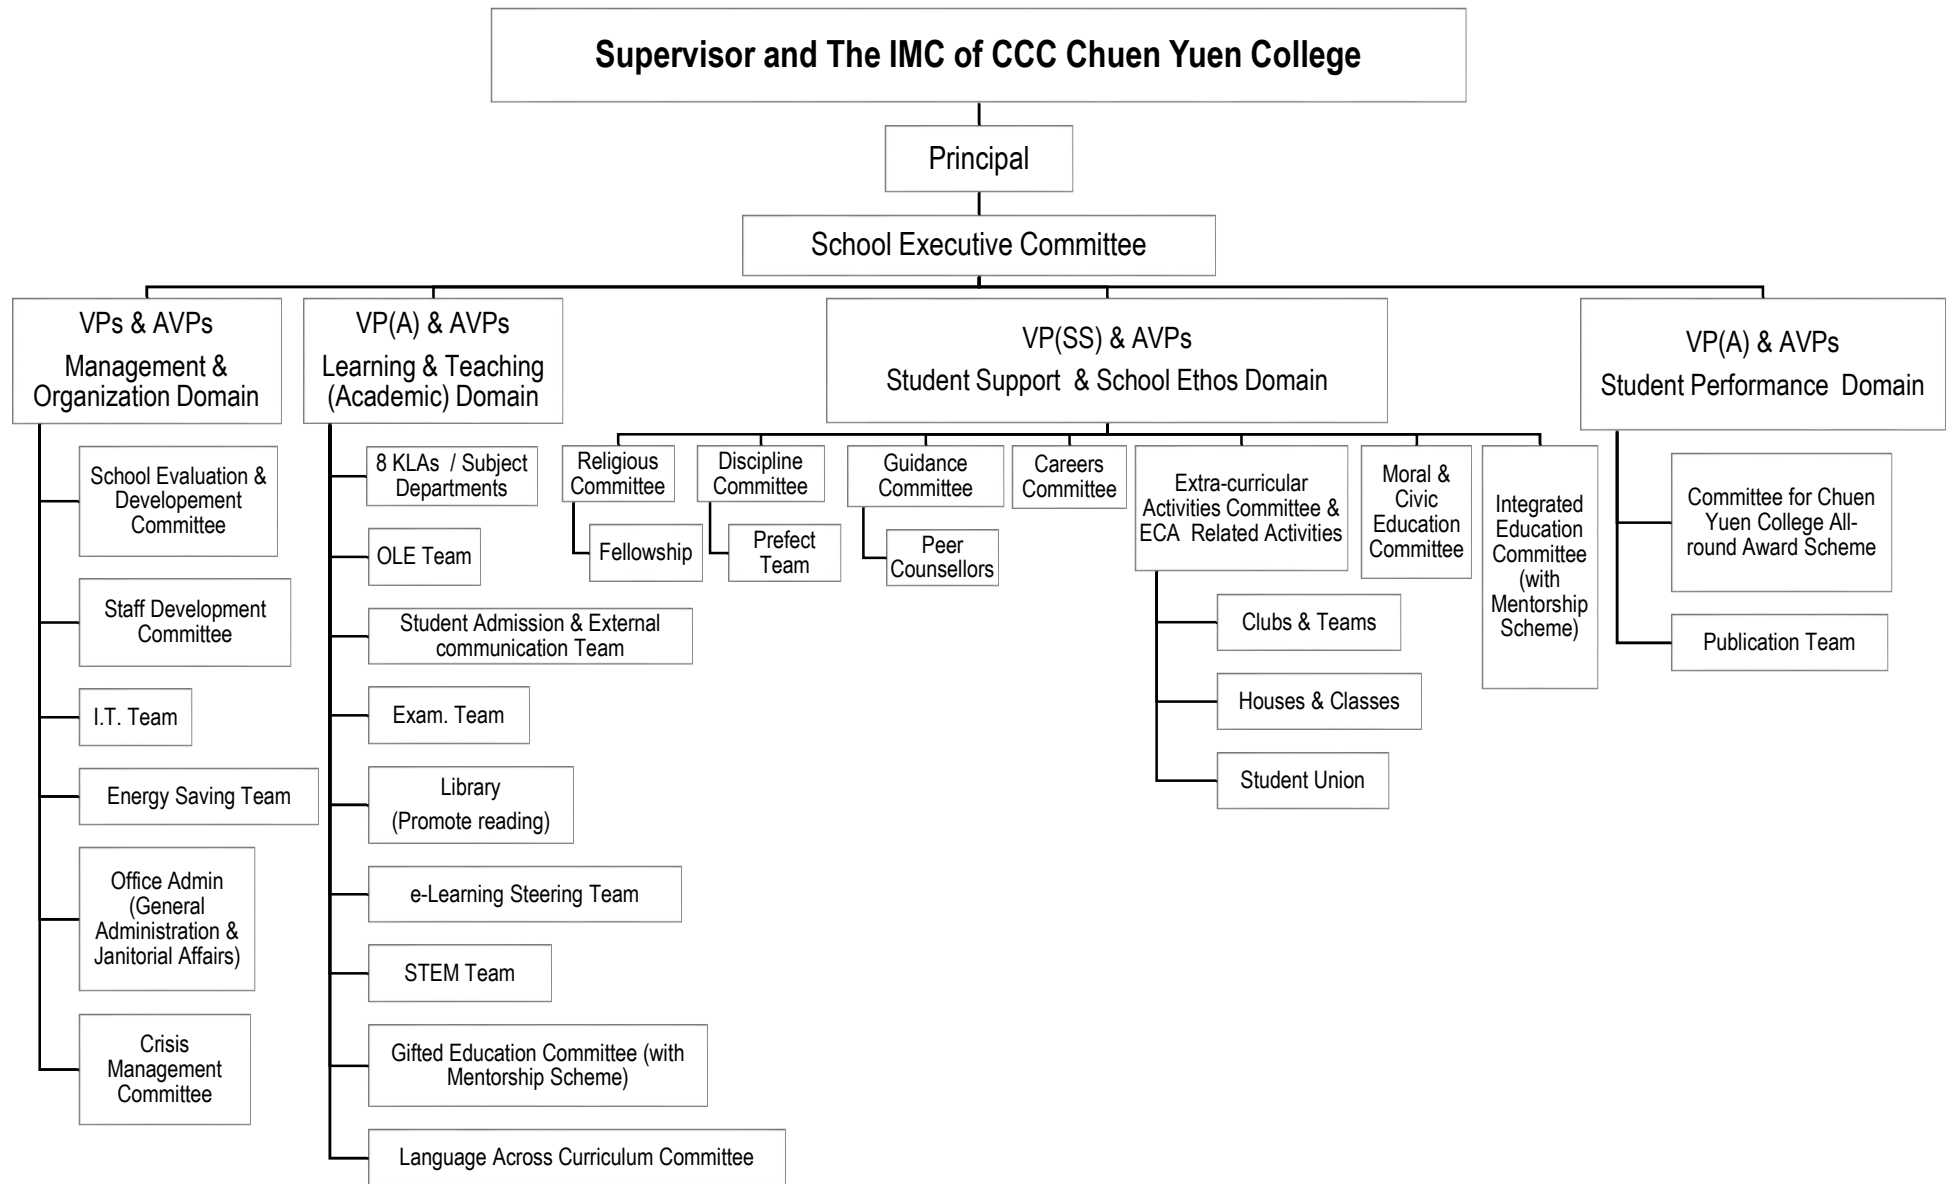 Supervisor and The IMC of CCC Chuen Yuen College
Principal
School Executive Committee
VPs & AVPs
Management &
Organization Domain
School Evaluation &
Developement
Committee
Staff Development
Committee
I.T. Team
Energy Saving Team
Office Admin
(General
Administration &
Janitorial Affairs)
Crisis
Management
Committee
VP(A) & AVPs
Learning & Teaching
(Academic) Domain
8 KLAs / Subject
Departments
OLE Team
Student Admission & External
communication Team
Exam. Team
Library
(Promote reading)
e-Learning Steering Team
STEM Team
Gifted Education Committee (with
Mentorship Scheme)
Language Across Curriculum Committee
VP(SS) & AVPs
Student Support & School Ethos Domain
Religious
Committee
Fellowship
Discipline
Committee
Prefect
Team
Guidance
Committee
Peer
Counsellors
Careers
Committee
Extra-curricular
Activities Committee &
ECA Related Activities
Clubs & Teams
Houses & Classes
Student Union
Moral &
Civic
Education
Committee
Integrated
Education
Committee
(with
Mentorship
Scheme)
VP(A) & AVPs
Student Performance Domain
Committee for Chuen
Yuen College All-
round Award Scheme
Publication Team